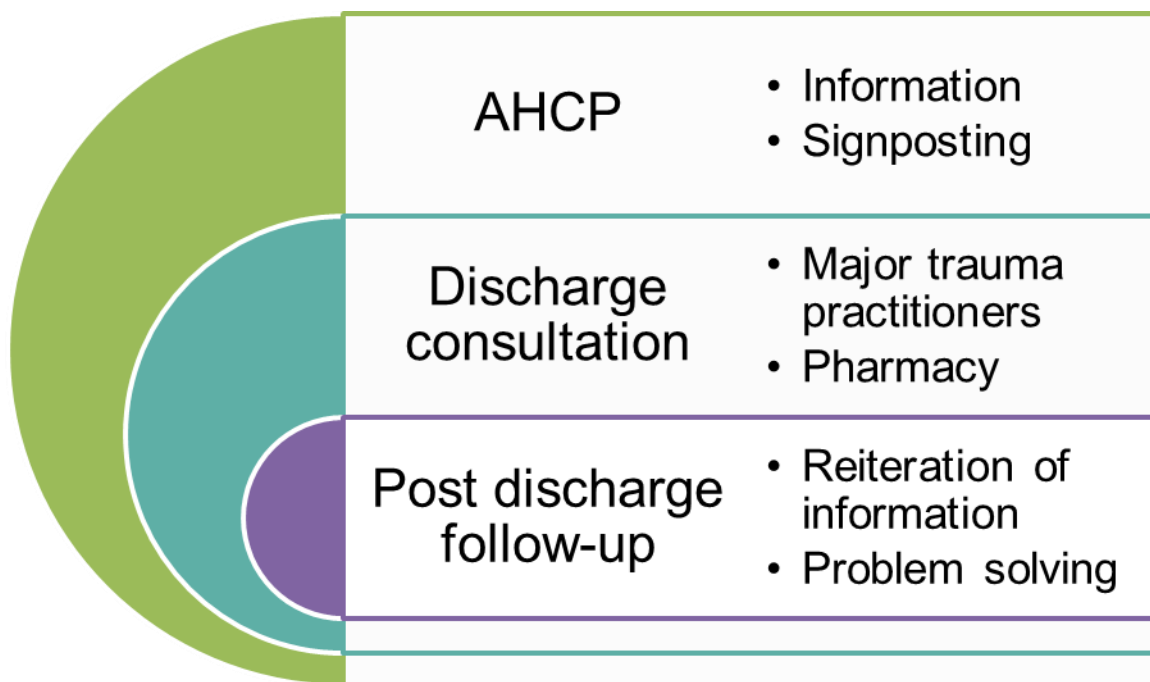 AHCP
• Information
• Signposting
Discharge
consultation
• Major trauma
practitioners
• Pharmacy
Post discharge
follow-up
• Reiteration of
information
• Problem solving